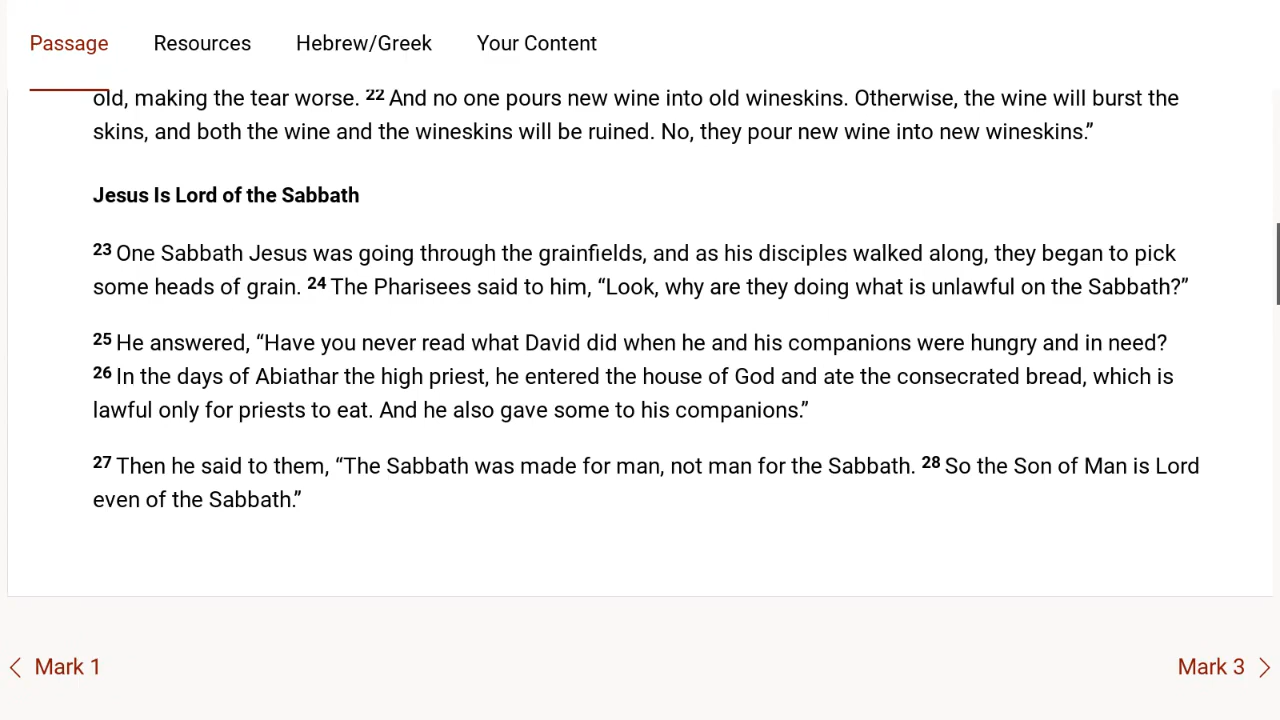 Passage Resources Hebrew/Greek Your Content
old, making the tear worse. 22 And no one pours new wine into old wineskins. Otherwise, the wine will burst the
skins, and both the wine and the wineskins will be ruined. No, they pour new wine into new wineskins.”
Jesus Is Lord of the Sabbath
23 One Sabbath Jesus was going through the grainfields, and as his disciples walked along, they began to pick
some heads of grain. 24 The Pharisees said to him, “Look, why are they doing what is unlawful on the Sabbath?”
25 He answered, “Have you never read what David did when he and his companions were hungry and in need?
26 In the days of Abiathar the high priest, he entered the house of God and ate the consecrated bread, which is
lawful only for priests to eat. And he also gave some to his companions.”
27 Then he said to them, “The Sabbath was made for man, not man for the Sabbath. 28 So the Son of Man is Lord
even of the Sabbath.”
Mark 1 Mark 3